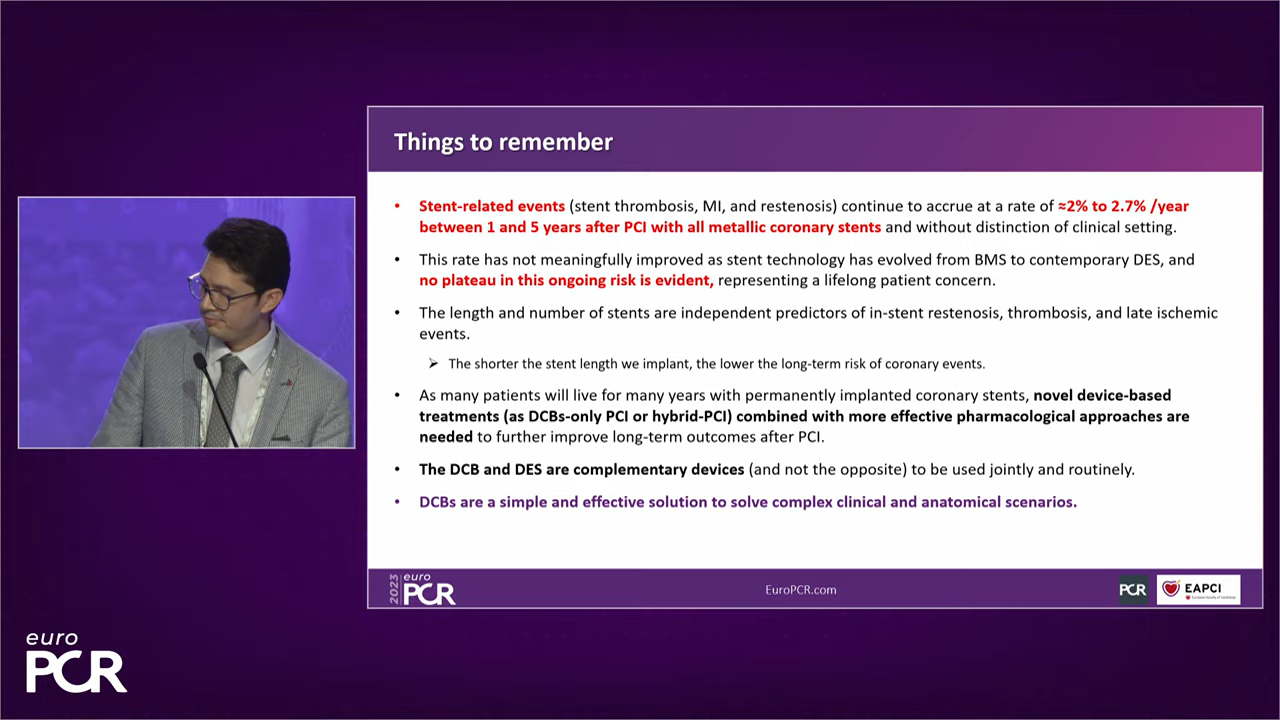 Things to remember
• Stent-related events (stent thrombosis, MI, and restenosis) continue to accrue at a rate of ≈2% to 2.7% /year
between 1 and 5 years after PCI with all metallic coronary stents and without distinction of clinical setting.
• This rate has not meaningfully improved as stent technology has evolved from BMS to contemporary DES, and
no plateau in this ongoing risk is evident, representing a lifelong patient concern.
• The length and number of stents are independent predictors of in-stent restenosis, thrombosis, and late ischemic
events.
➢ The shorter the stent length we implant, the lower the long-term risk of coronary events.
• As many patients will live for many years with permanently implanted coronary stents, novel device-based
treatments (as DCBs-only PCI or hybrid-PCI) combined with more effective pharmacological approaches are
needed to further improve long-term outcomes after PCI.
• The DCB and DES are complementary devices (and not the opposite) to be used jointly and routinely.
• DCBs are a simple and effective solution to solve complex clinical and anatomical scenarios.
2023
euro
PCR
EuroPCR.com
PCR
EAPCI
euro
PCR